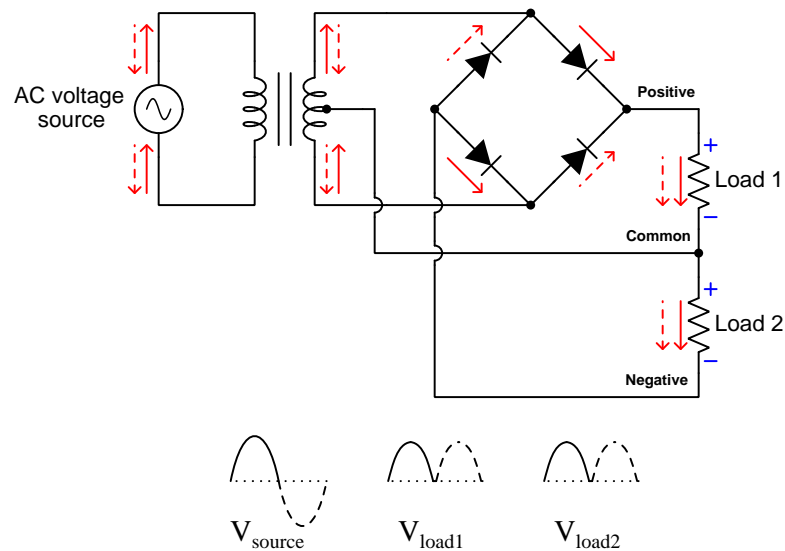 AC voltage
source
Positive
+
Load 1
−
Common
+
Load 2
−
Negative
Vsource
Vload1
Vload2